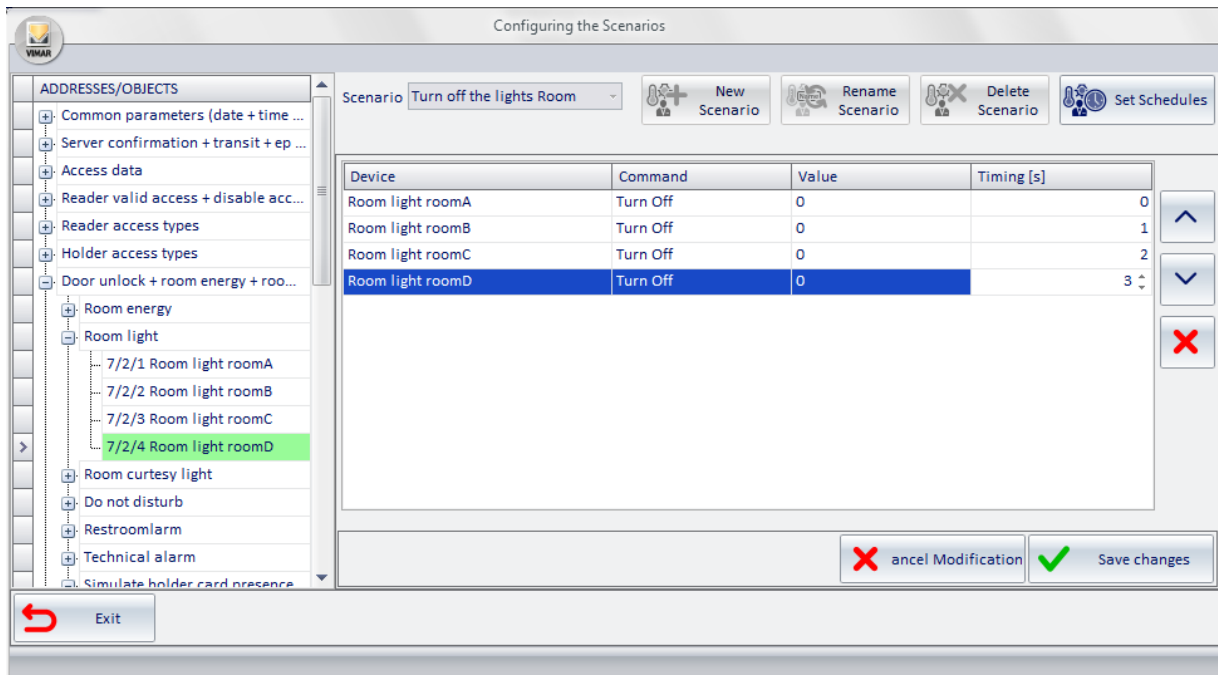 Configuring the Scenarios
VIMAR
ADDRESSES/OBJECTS
Common parameters (date + time ...
Server confirmation + transit + ep ...
Access data
Reader valid access + disable acc...
Reader access types
Holder access types
Door unlock + room energy + roo...
Room energy
Room light
7/2/1 Room light roomA
7/2/2 Room light roomB
7/2/3 Room light roomC
7/2/4 Room light roomD
Room curtesy light
Do not disturb
Restroomlarm
Technical alarm
Simulate holder card presence
Scenario Turn off the lights Room
New Scenario
Rename Scenario
Delete Scenario
Set Schedules
Device Command Value Timing [s]
Room light roomA Turn Off 0 0
Room light roomB Turn Off 0 1
Room light roomC Turn Off 0 2
Room light roomD Turn Off 0 3
ancel Modification
Save changes
Exit